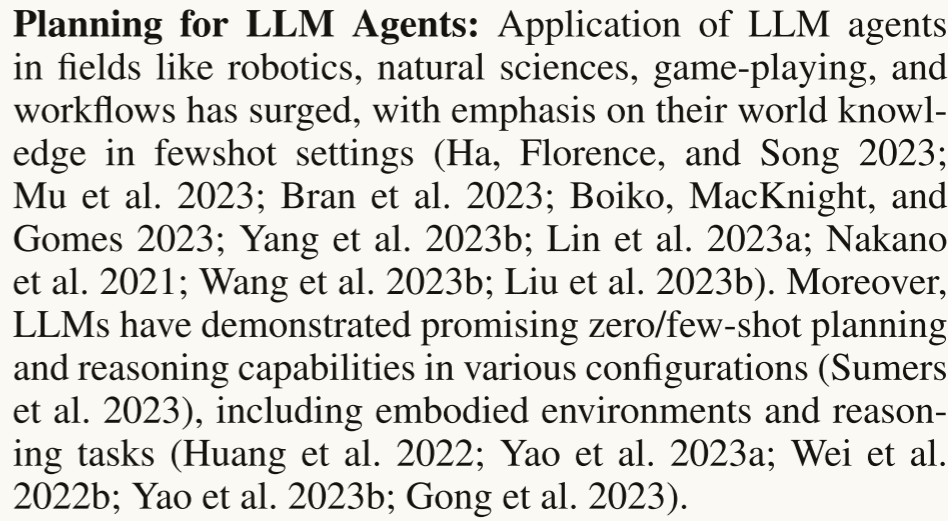 Planning for LLM Agents: Application of LLM agents
in fields like robotics, natural sciences, game-playing, and
workflows has surged, with emphasis on their world knowl-
edge in fewshot settings (Ha, Florence, and Song 2023;
Mu et al. 2023; Bran et al. 2023; Boiko, MacKnight, and
Gomes 2023; Yang et al. 2023b; Lin et al. 2023a; Nakano
et al. 2021; Wang et al. 2023b; Liu et al. 2023b). Moreover,
LLMs have demonstrated promising zero/few-shot planning
and reasoning capabilities in various configurations (Sumers
et al. 2023), including embodied environments and reason-
ing tasks (Huang et al. 2022; Yao et al. 2023a; Wei et al.
2022b; Yao et al. 2023b; Gong et al. 2023).